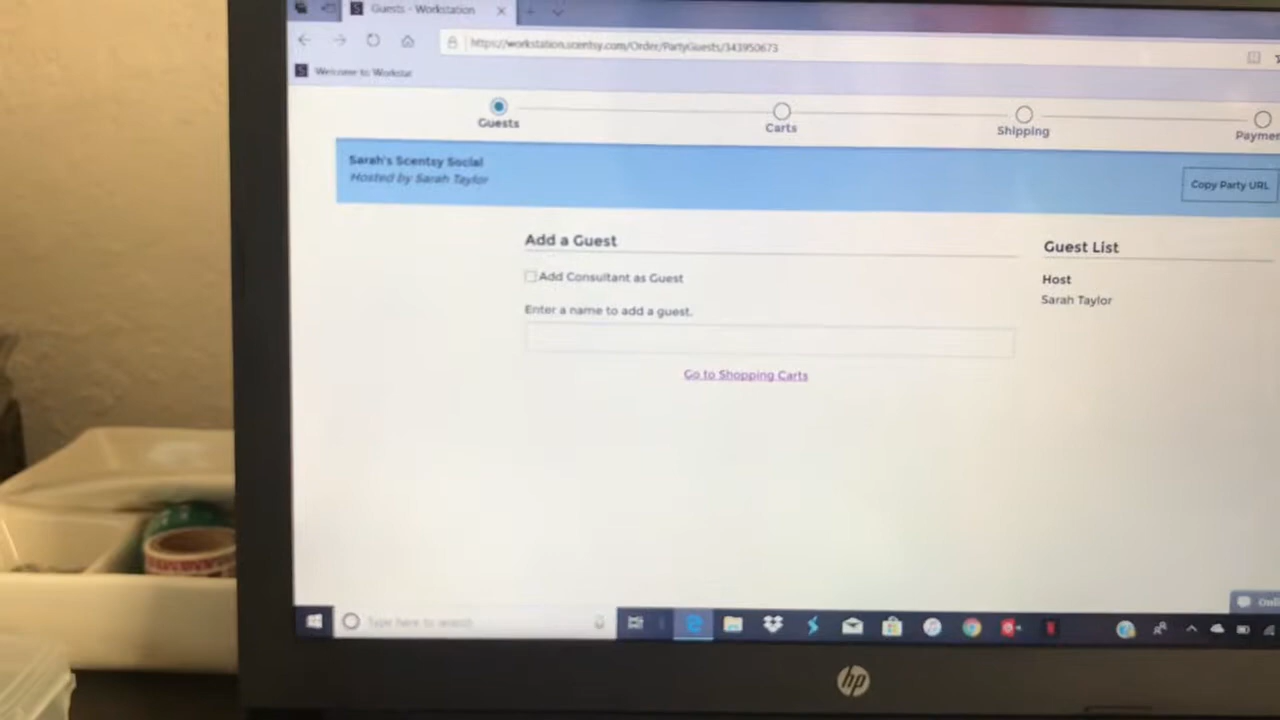 Guests - Workstation
https://workstation.scentsy.com/Order/PartyGuests/343950673
Welcome to Workstar
Guests
Carts
Shipping
Paymen
Sarah's Scentsy Social
Hosted by Sarah Taylor
Copy Party URL
Add a Guest
Add Consultant as Guest
Enter a name to add a guest.
Go to Shopping Carts
Guest List
Host
Sarah Taylor
Type here to search
hp